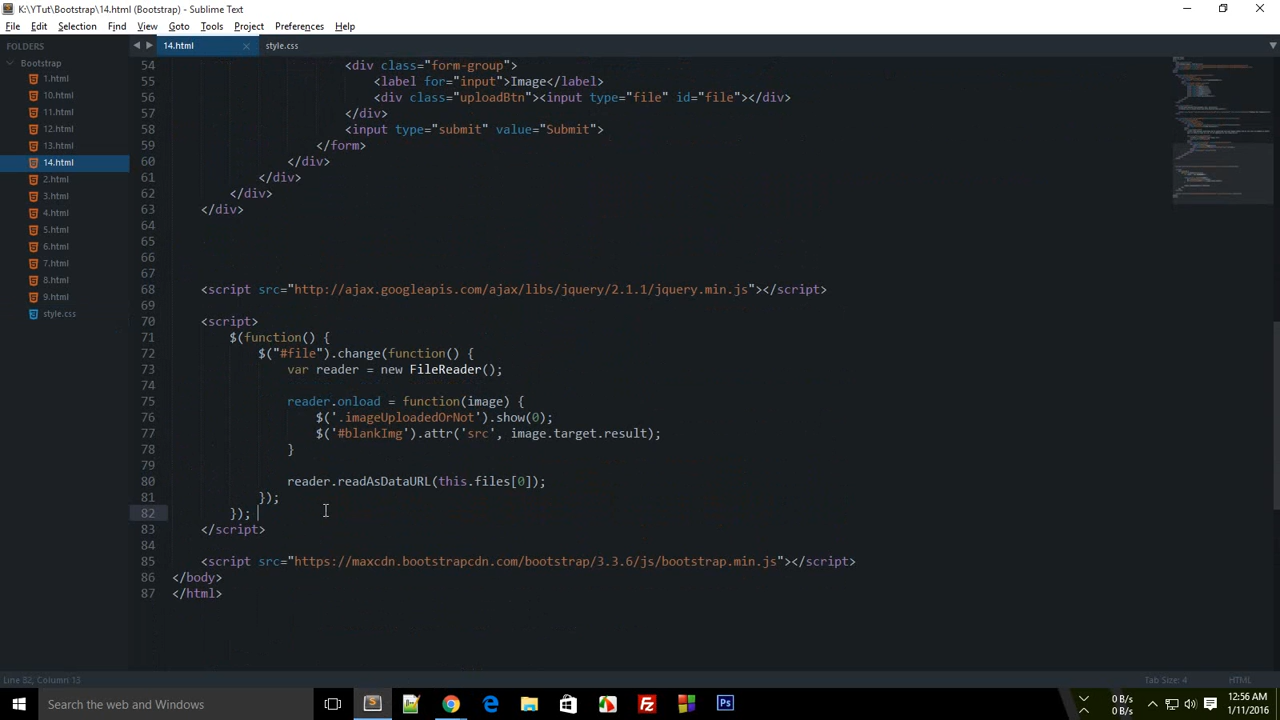 K:\YTut\Bootstrap\14.html (Bootstrap) - Sublime Text
File Edit Selection Find View Goto Tools Project Preferences Help
FOLDERS
Bootstrap
1.html
10.html
11.html
12.html
13.html
14.html
2.html
3.html
4.html
5.html
6.html
7.html
8.html
9.html
style.css
14.html style.css
54 <div class="form-group">
55 <label for="input">Image</label>
56 <div class="uploadBtn"><input type="file" id="file"></div>
57 </div>
58 <input type="submit" value="Submit">
59 </form>
60 </div>
61 </div>
62 </div>
63 </div>
64
65
66
67
68 <script src="http://ajax.googleapis.com/ajax/libs/jquery/2.1.1/jquery.min.js"></script>
69
70 <script>
71 $(function() {
72 $("#file").change(function() {
73 var reader = new FileReader();
74
75 reader.onload = function(image) {
76 $('.imageUploadedOrNot').show(0);
77 $('#blankImg').attr('src', image.target.result);
78 }
79
80 reader.readAsDataURL(this.files[0]);
81 });
82 });
83 </script>
84
85 <script src="https://maxcdn.bootstrapcdn.com/bootstrap/3.3.6/js/bootstrap.min.js"></script>
86 </body>
87 </html>
Line 82, Column 13 Tab Size: 4 HTML
Search the web and Windows
Ps
0 B/s
0 B/s
12:56 AM
1/11/2016